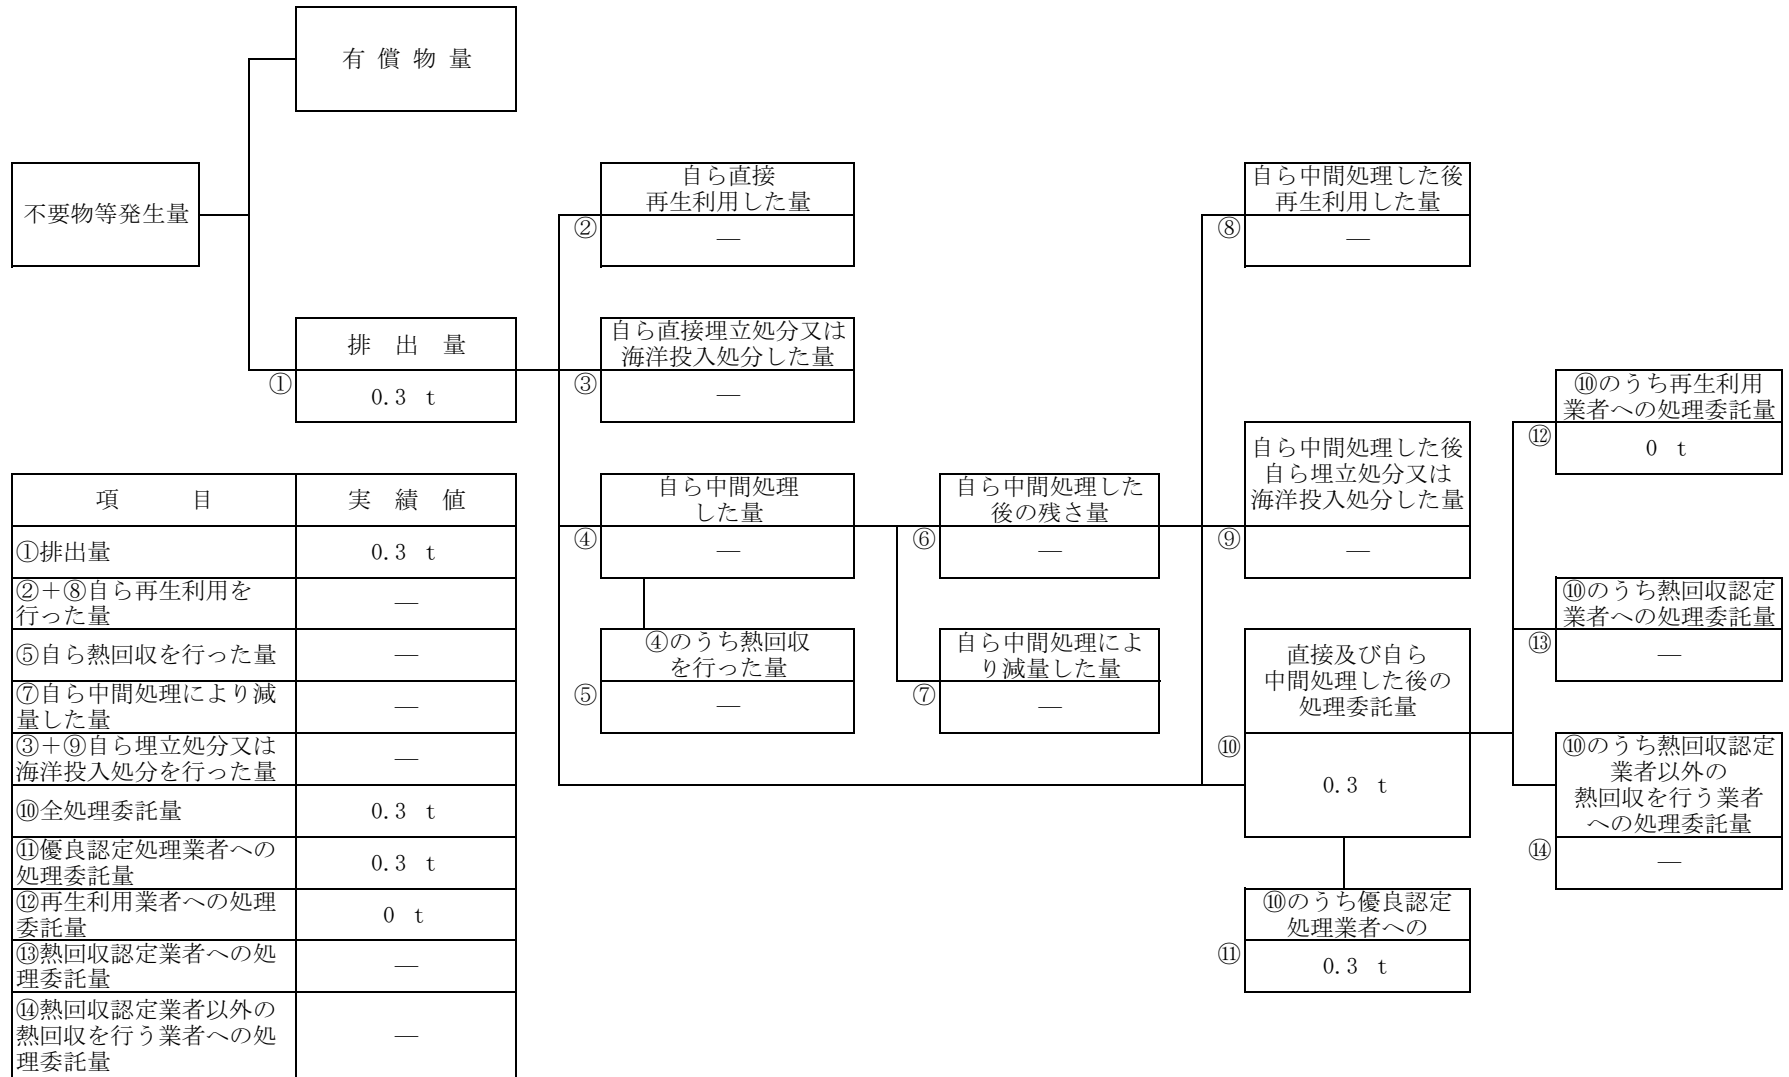 有償物量
不要物等発生量
自ら直接
再生利用した量
②
—
自ら中間処理した後
再生利用した量
⑧
—
排出量
①
0.3 t
自ら直接埋立処分又は
海洋投入処分した量
③
—
⑩のうち再生利用
業者への処理委託量
⑫
0 t
自ら中間処理
した量
④
—
自ら中間処理した
後の残さ量
⑥
—
自ら中間処理した後
自ら埋立処分又は
海洋投入処分した量
⑨
—
⑩のうち熱回収認定
業者への処理委託量
⑬
—
④のうち熱回収
を行った量
⑤
—
自ら中間処理によ
り減量した量
⑦
—
直接及び自ら
中間処理した後の
処理委託量
⑩
0.3 t
⑩のうち熱回収認定
業者以外の
熱回収を行う業者
への処理委託量
⑭
—
⑩のうち優良認定
処理業者への
⑪
0.3 t
項目 実績値
①排出量 0.3 t
②＋⑧自ら再生利用を
行った量
—
⑤自ら熱回収を行った量 —
⑦自ら中間処理により減
量した量
—
③＋⑨自ら埋立処分又は
海洋投入処分を行った量
—
⑩全処理委託量 0.3 t
⑪優良認定処理業者への
処理委託量
0.3 t
⑫再生利用業者への処理
委託量
0 t
⑬熱回収認定業者への処
理委託量
—
⑭熱回収認定業者以外の
熱回収を行う業者への処
理委託量
—